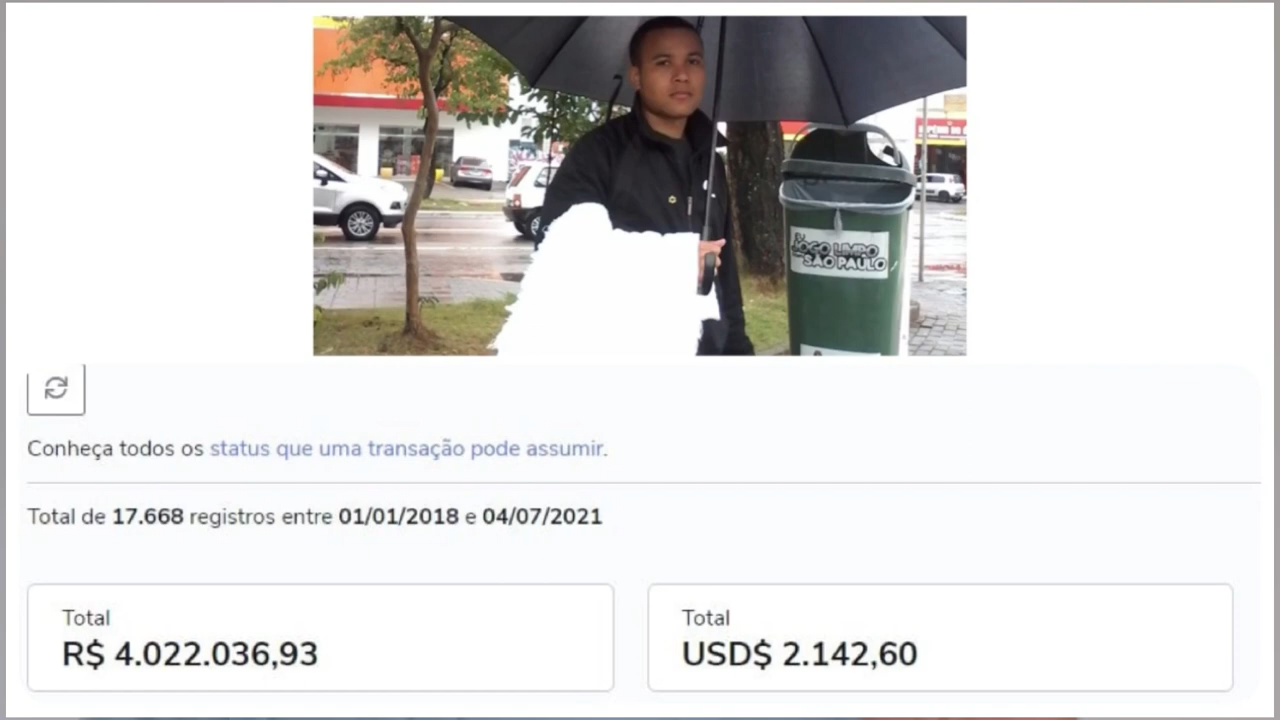 JOGO LIMPO
SÃO PAULO
Conheça todos os status que uma transação pode assumir.
Total de 17.668 registros entre 01/01/2018 e 04/07/2021
Total
R$ 4.022.036,93
Total
USD$ 2.142,60